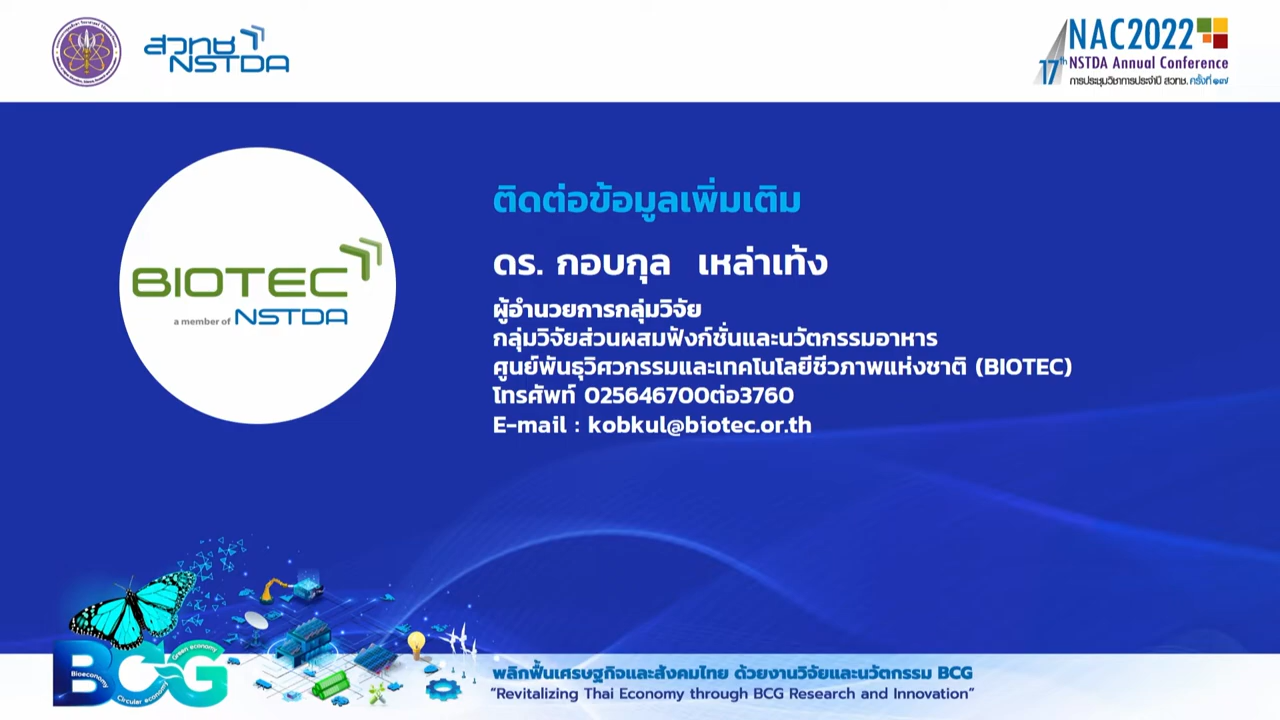 สวทช
NSTDA
NAC2022
17th NSTDA Annual Conference
การประชุมวิชาการประจำปี สวทช. ครั้งที่ ๑๗
BIOTEC
a member of NSTDA
ติดต่อข้อมูลเพิ่มเติม
ดร. กอบกุล เหล่าเท้ง
ผู้อำนวยการกลุ่มวิจัย
กลุ่มวิจัยส่วนผสมฟังก์ชั่นและนวัตกรรมอาหาร
ศูนย์พันธุวิศวกรรมและเทคโนโลยีชีวภาพแห่งชาติ (BIOTEC)
โทรศัพท์ 025646700ต่อ3760
E-mail : kobkul@biotec.or.th
BCG
Bioeconomy
Circular economy
Green economy
พลิกฟื้นเศรษฐกิจและสังคมไทย ด้วยงานวิจัยและนวัตกรรม BCG
“Revitalizing Thai Economy through BCG Research and Innovation”